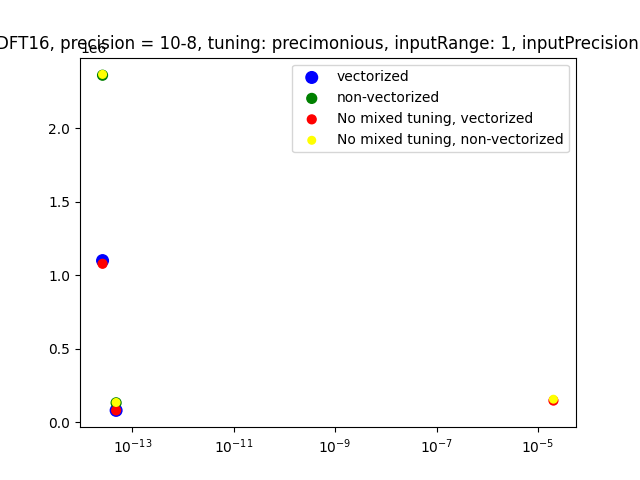 DFT16, precision = 10-8, tuning: precimonious, inputRange: 1, inputPrecision
1e6
vectorized
non-vectorized
No mixed tuning, vectorized
No mixed tuning, non-vectorized
2.0
1.5
1.0
0.5
0.0
10⁻¹³ 10⁻¹¹ 10⁻⁹ 10⁻⁷ 10⁻⁵